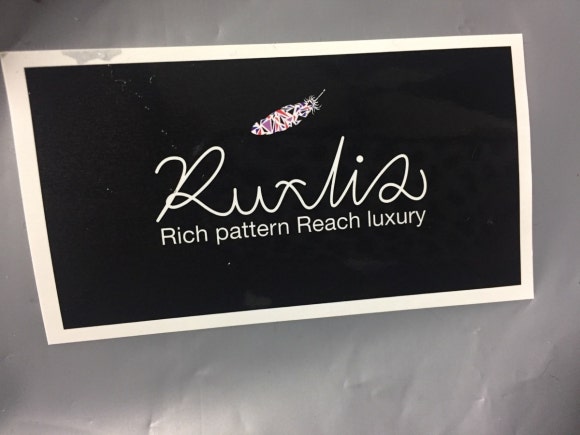 Ruxlis
Rich pattern Reach luxury